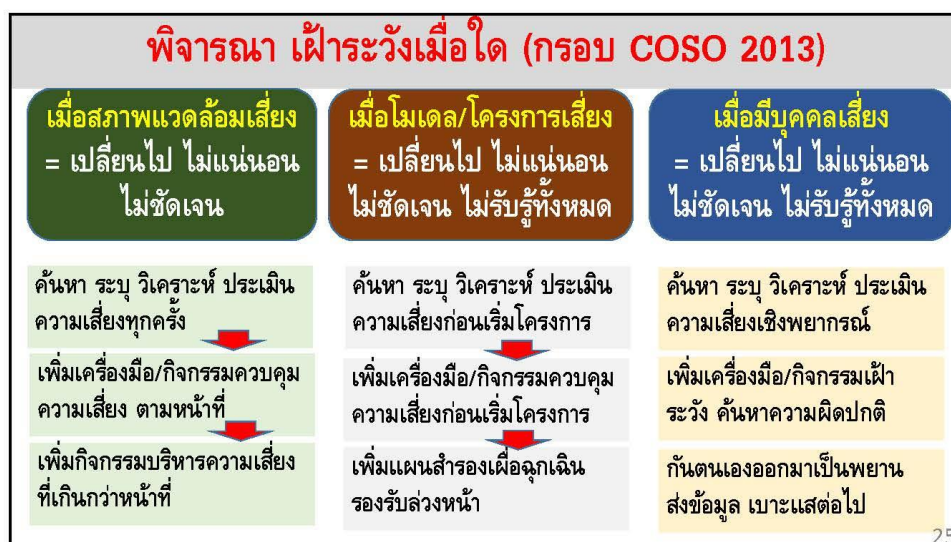 พิจารณา เฝ้าระวังเมื่อใด (กรอบ COSO 2013)
เมื่อสภาพแวดล้อมเสี่ยง
= เปลี่ยนไป ไม่แน่นอน
ไม่ชัดเจน
เมื่อโมเดล/โครงการเสี่ยง
= เปลี่ยนไป ไม่แน่นอน
ไม่ชัดเจน ไม่รับรู้ทั้งหมด
เมื่อมีบุคคลเสี่ยง
= เปลี่ยนไป ไม่แน่นอน
ไม่ชัดเจน ไม่รับรู้ทั้งหมด
ค้นหา ระบุ วิเคราะห์ ประเมิน
ความเสี่ยงทุกครั้ง
เพิ่มเครื่องมือ/กิจกรรมควบคุม
ความเสี่ยง ตามหน้าที่
เพิ่มกิจกรรมบริหารความเสี่ยง
ที่เกินกว่าหน้าที่
ค้นหา ระบุ วิเคราะห์ ประเมิน
ความเสี่ยงก่อนเริ่มโครงการ
เพิ่มเครื่องมือ/กิจกรรมควบคุม
ความเสี่ยงก่อนเริ่มโครงการ
เพิ่มแผนสำรองเผื่อฉุกเฉิน
รองรับล่วงหน้า
ค้นหา ระบุ วิเคราะห์ ประเมิน
ความเสี่ยงเชิงพยากรณ์
เพิ่มเครื่องมือ/กิจกรรมเฝ้า
ระวัง ค้นหาความผิดปกติ
กันตนเองออกมาเป็นพยาน
ส่งข้อมูล เบาะแสต่อไป
25